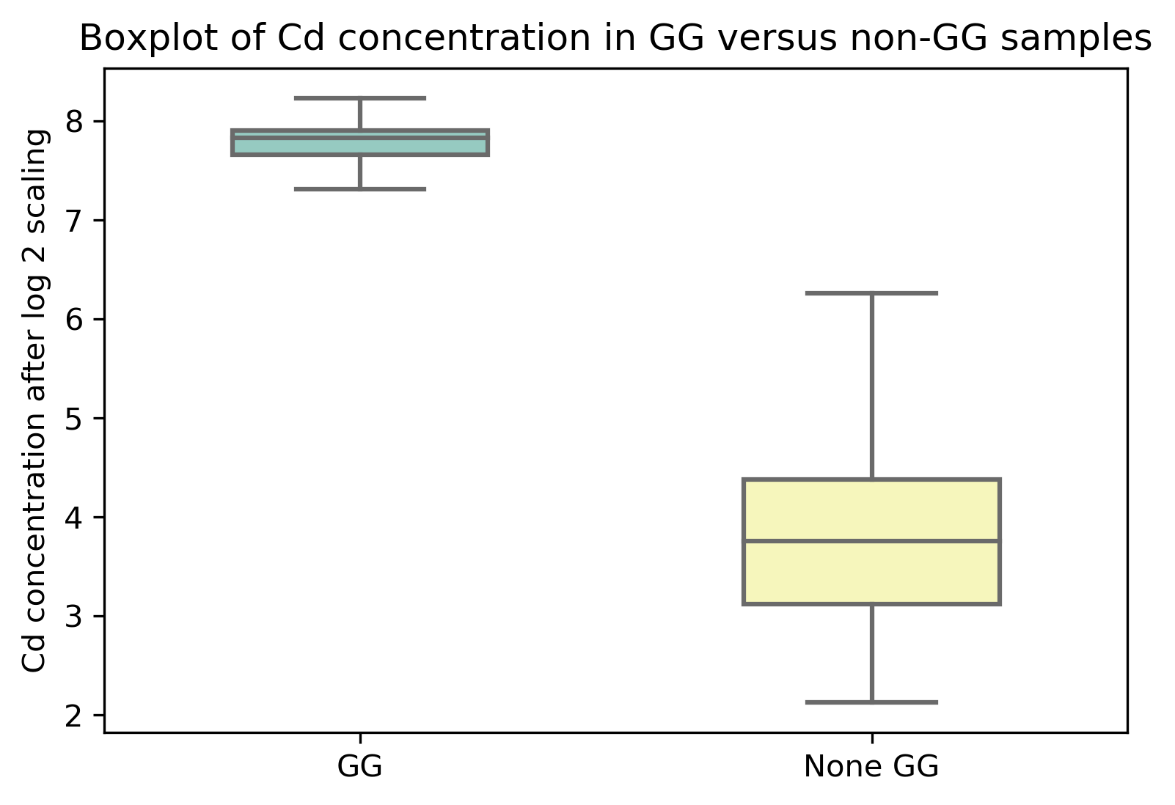 Boxplot of Cd concentration in GG versus non-GG samples
Cd concentration after log 2 scaling
8
7
6
5
4
3
2
GG
None GG